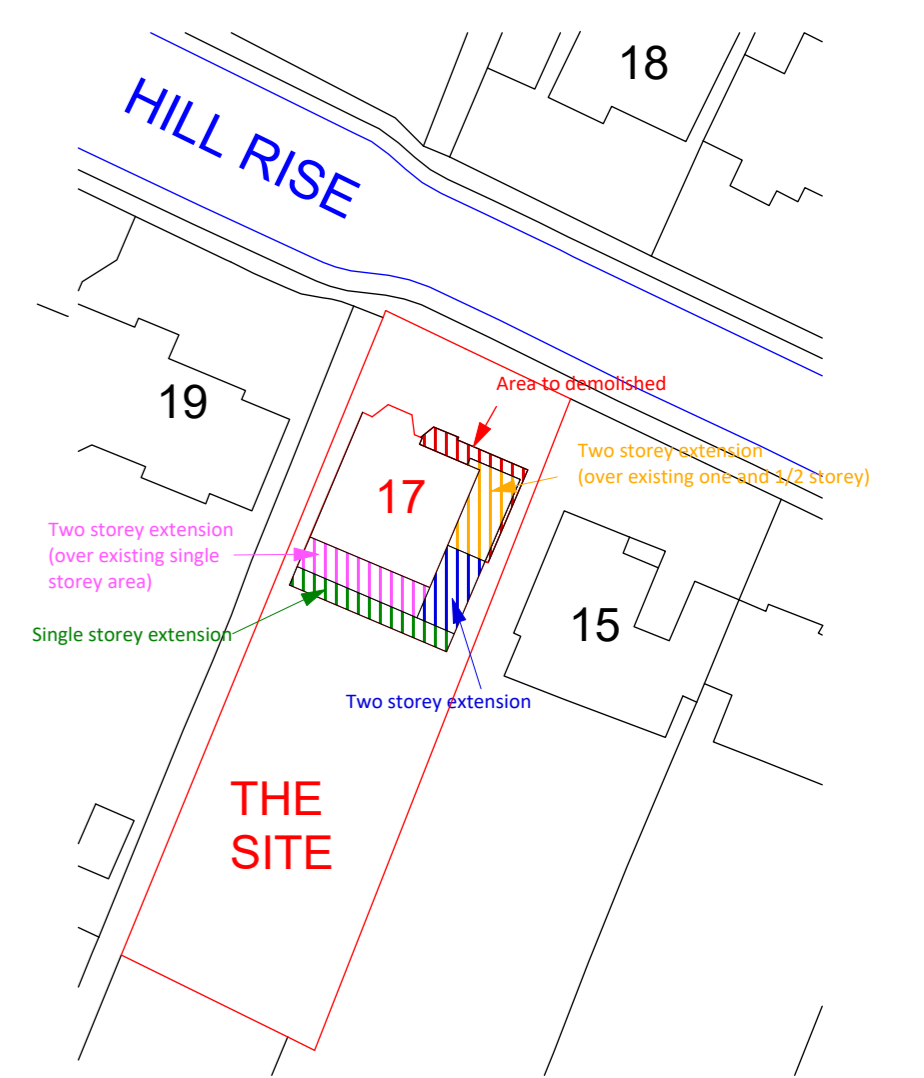 18
HILL RISE
Area to demolished
19
Two storey extension
(over existing one and 1/2 storey)
17
Two storey extension
(over existing single
storey area)
15
Single storey extension
Two storey extension
THE
SITE